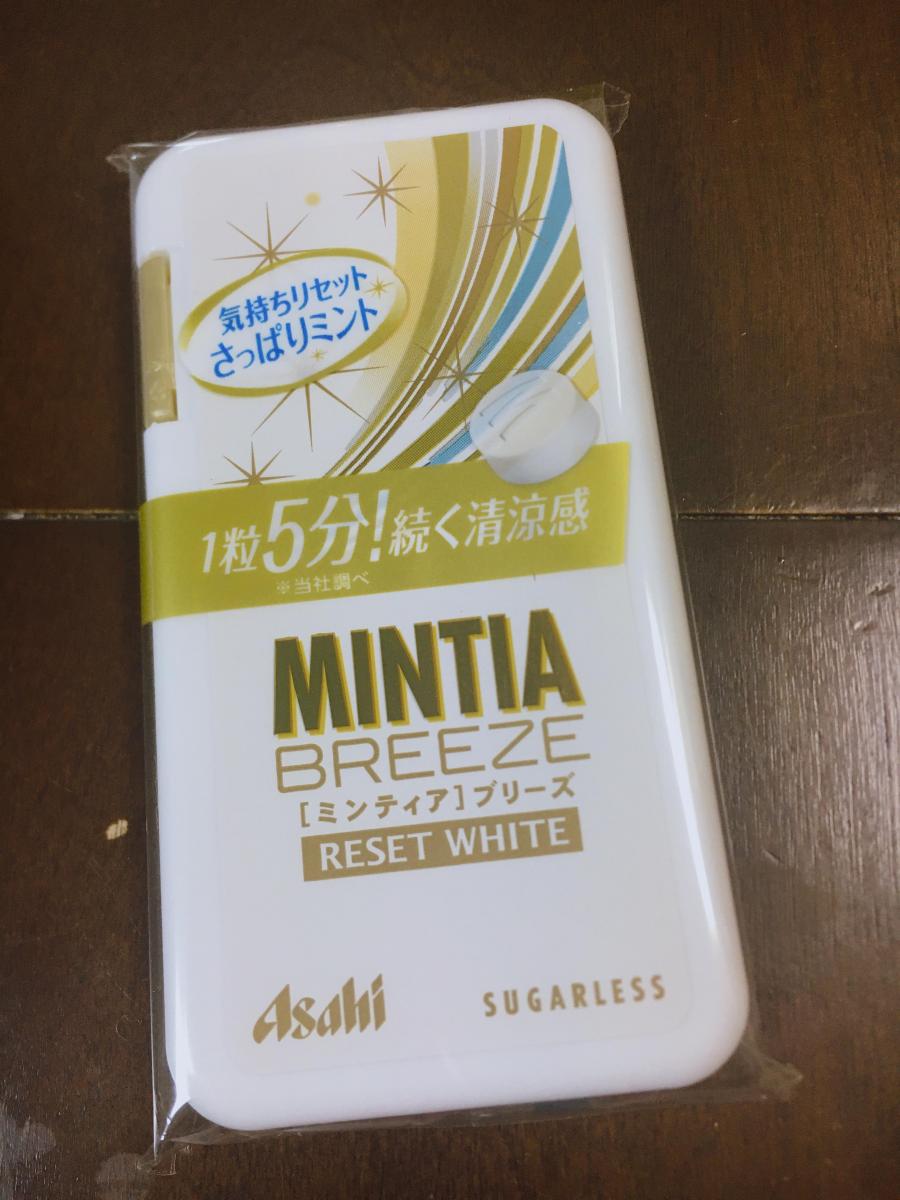 気持ちリセット
さっぱりミント
1粒5分!続く清涼感
※当社調べ
MINTIA
BREEZE
[ミンティア]ブリーズ
RESET WHITE
Asahi
SUGARLESS